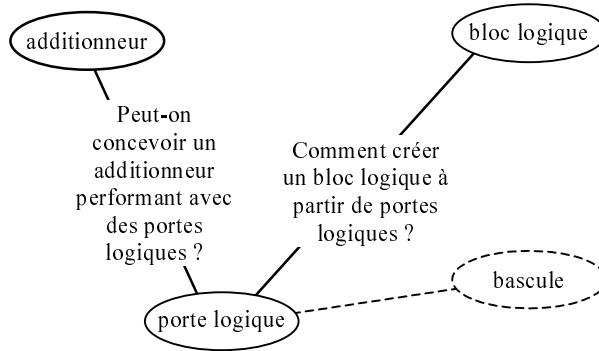 additionneur
bloc logique
Peut-on
concevoir un
additionneur
performant avec
des portes
logiques ?
Comment créer
un bloc logique à
partir de portes
logiques ?
bascule
porte logique